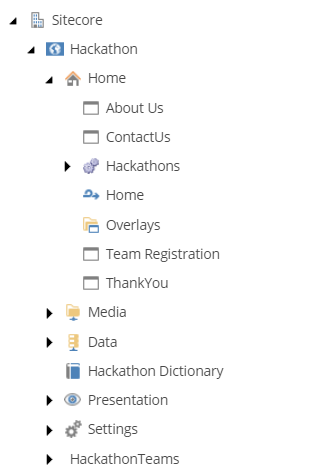 Sitecore
Hackathon
Home
About Us
ContactUs
Hackathons
Home
Overlays
Team Registration
ThankYou
Media
Data
Hackathon Dictionary
Presentation
Settings
HackathonTeams